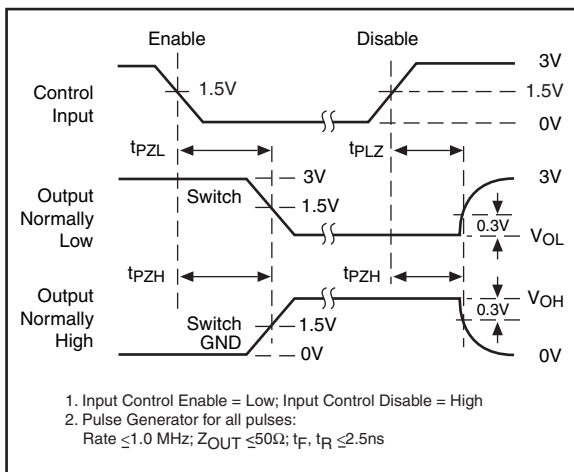 Enable Disable
3V
Control Input 1.5V 1.5V
0V
tPZL tPLZ
Output Normally Low Switch 3V 3V
1.5V 0.3V
VOL
tPZH tPZH
Output Normally High VOH
Switch GND 1.5V 0.3V
0V 0V
1. Input Control Enable = Low; Input Control Disable = High
2. Pulse Generator for all pulses:
Rate ≤1.0 MHz; ZOUT ≤50Ω; tF, tR ≤2.5ns